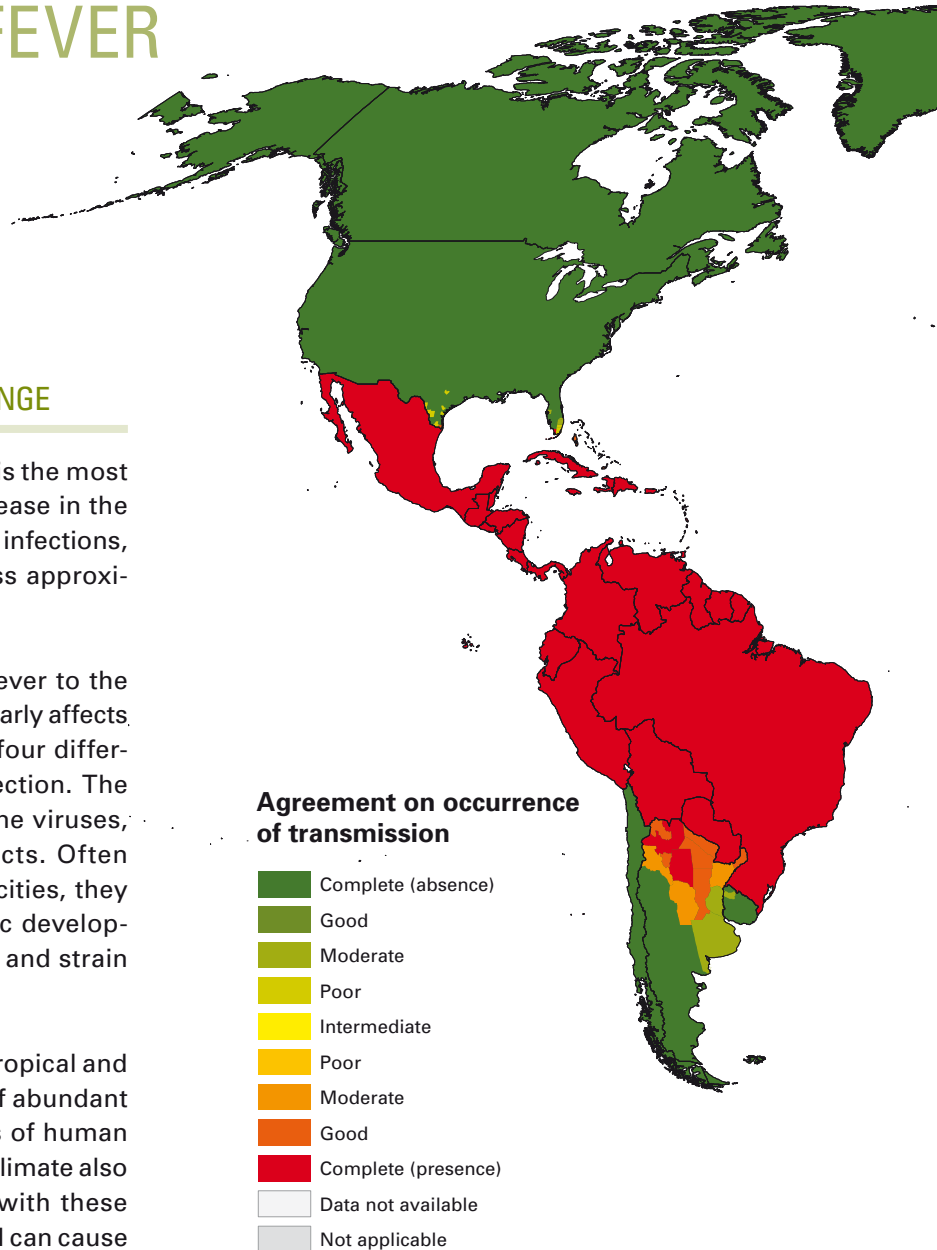 FEVER
NGE
is the most
ease in the
infections,
ss approxi-
ever to the
arly affects
four differ-
ection. The
ne viruses,
cts. Often
cities, they
c develop-
and strain
ropical and
f abundant
s of human
limate also
with these
d can cause
Agreement on occurrence
of transmission
Complete (absence)
Good
Moderate
Poor
Intermediate
Poor
Moderate
Good
Complete (presence)
Data not available
Not applicable